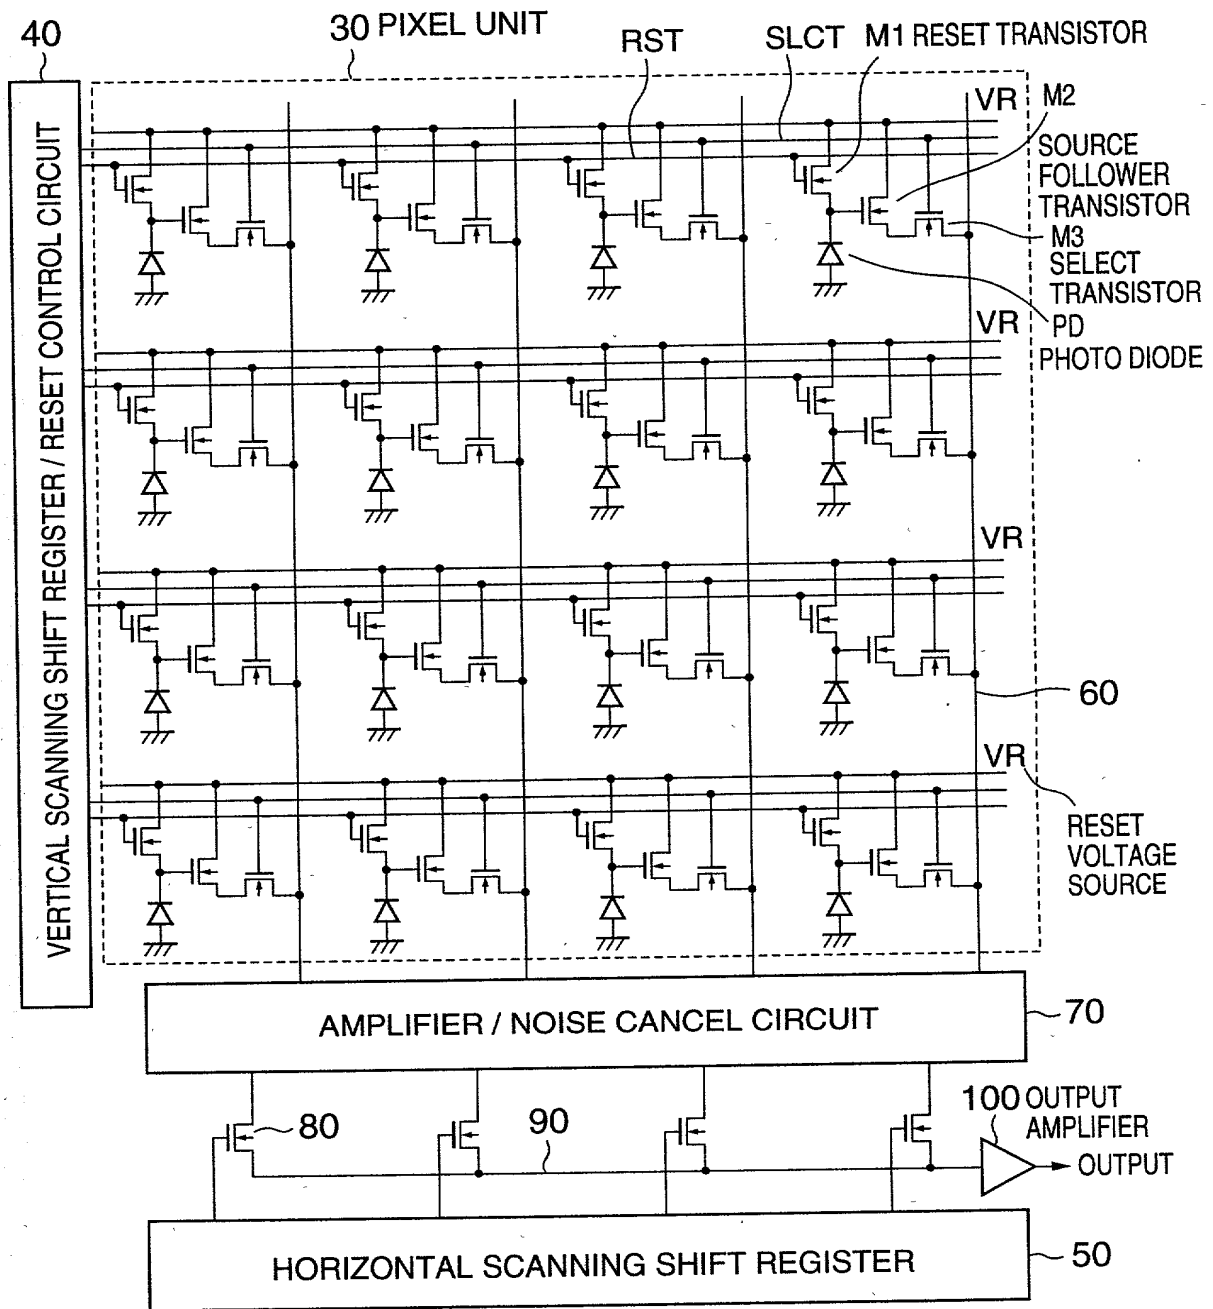 40
30 PIXEL UNIT
RST
SLCT
M1 RESET TRANSISTOR
VR
M2
SOURCE
FOLLOWER
TRANSISTOR
M3
SELECT
TRANSISTOR
VR
PD
PHOTO DIODE
VERTICAL SCANNING SHIFT REGISTER / RESET CONTROL CIRCUIT
VR
60
VR
RESET
VOLTAGE
SOURCE
AMPLIFIER / NOISE CANCEL CIRCUIT
70
80
90
100 OUTPUT
AMPLIFIER
OUTPUT
HORIZONTAL SCANNING SHIFT REGISTER
50